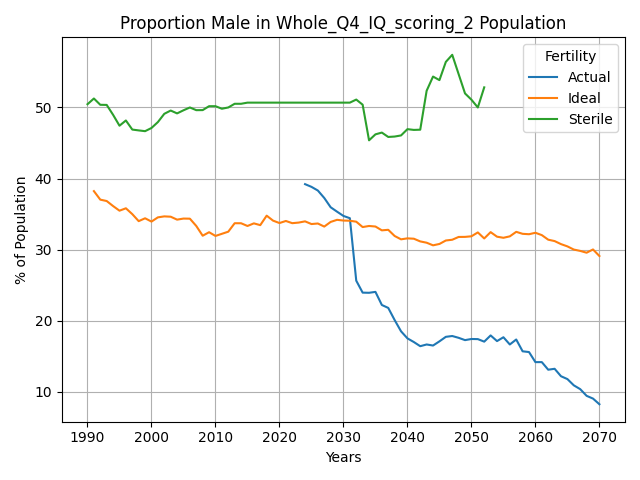 Proportion Male in Whole_Q4_IQ_scoring_2 Population
% of Population
50
40
30
20
10
1990 2000 2010 2020 2030 2040 2050 2060 2070
Years
Fertility
Actual
Ideal
Sterile